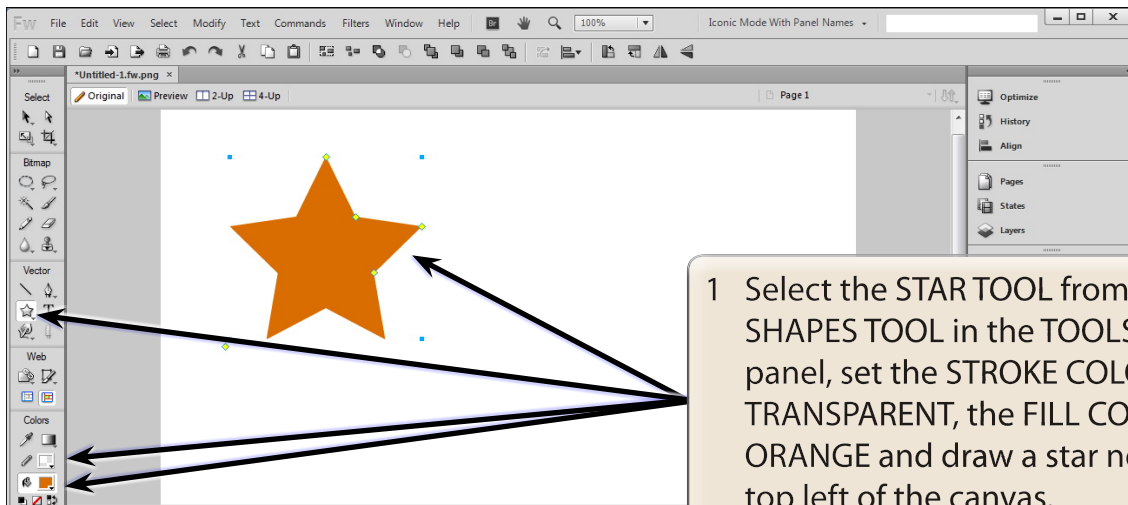 Fw File Edit View Select Modify Text Commands Filters Window Help Br 100% Iconic Mode With Panel Names
*Untitled-1.fw.png ×
Select Original Preview 2-Up 4-Up Page 1
Optimize
History
Align
Bitmap
Pages
States
Layers
Vector
Web
Colors
1 Select the STAR TOOL from
SHAPES TOOL in the TOOLS
panel, set the STROKE
TRANSPARENT, the FILL
ORANGE and draw a star
top left of the canvas.